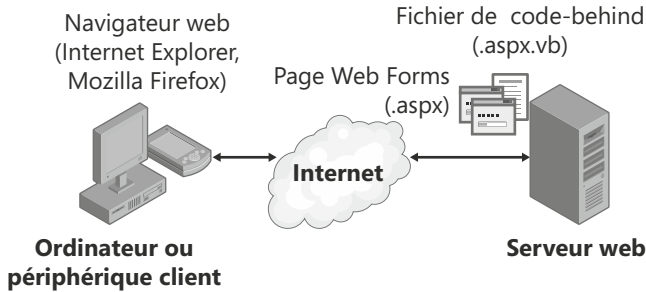 Navigateur web
(Internet Explorer,
Mozilla Firefox)
Fichier de code-behind
(.aspx.vb)
Page Web Forms
(.aspx)
Internet
Ordinateur ou
périphérique client
Serveur web